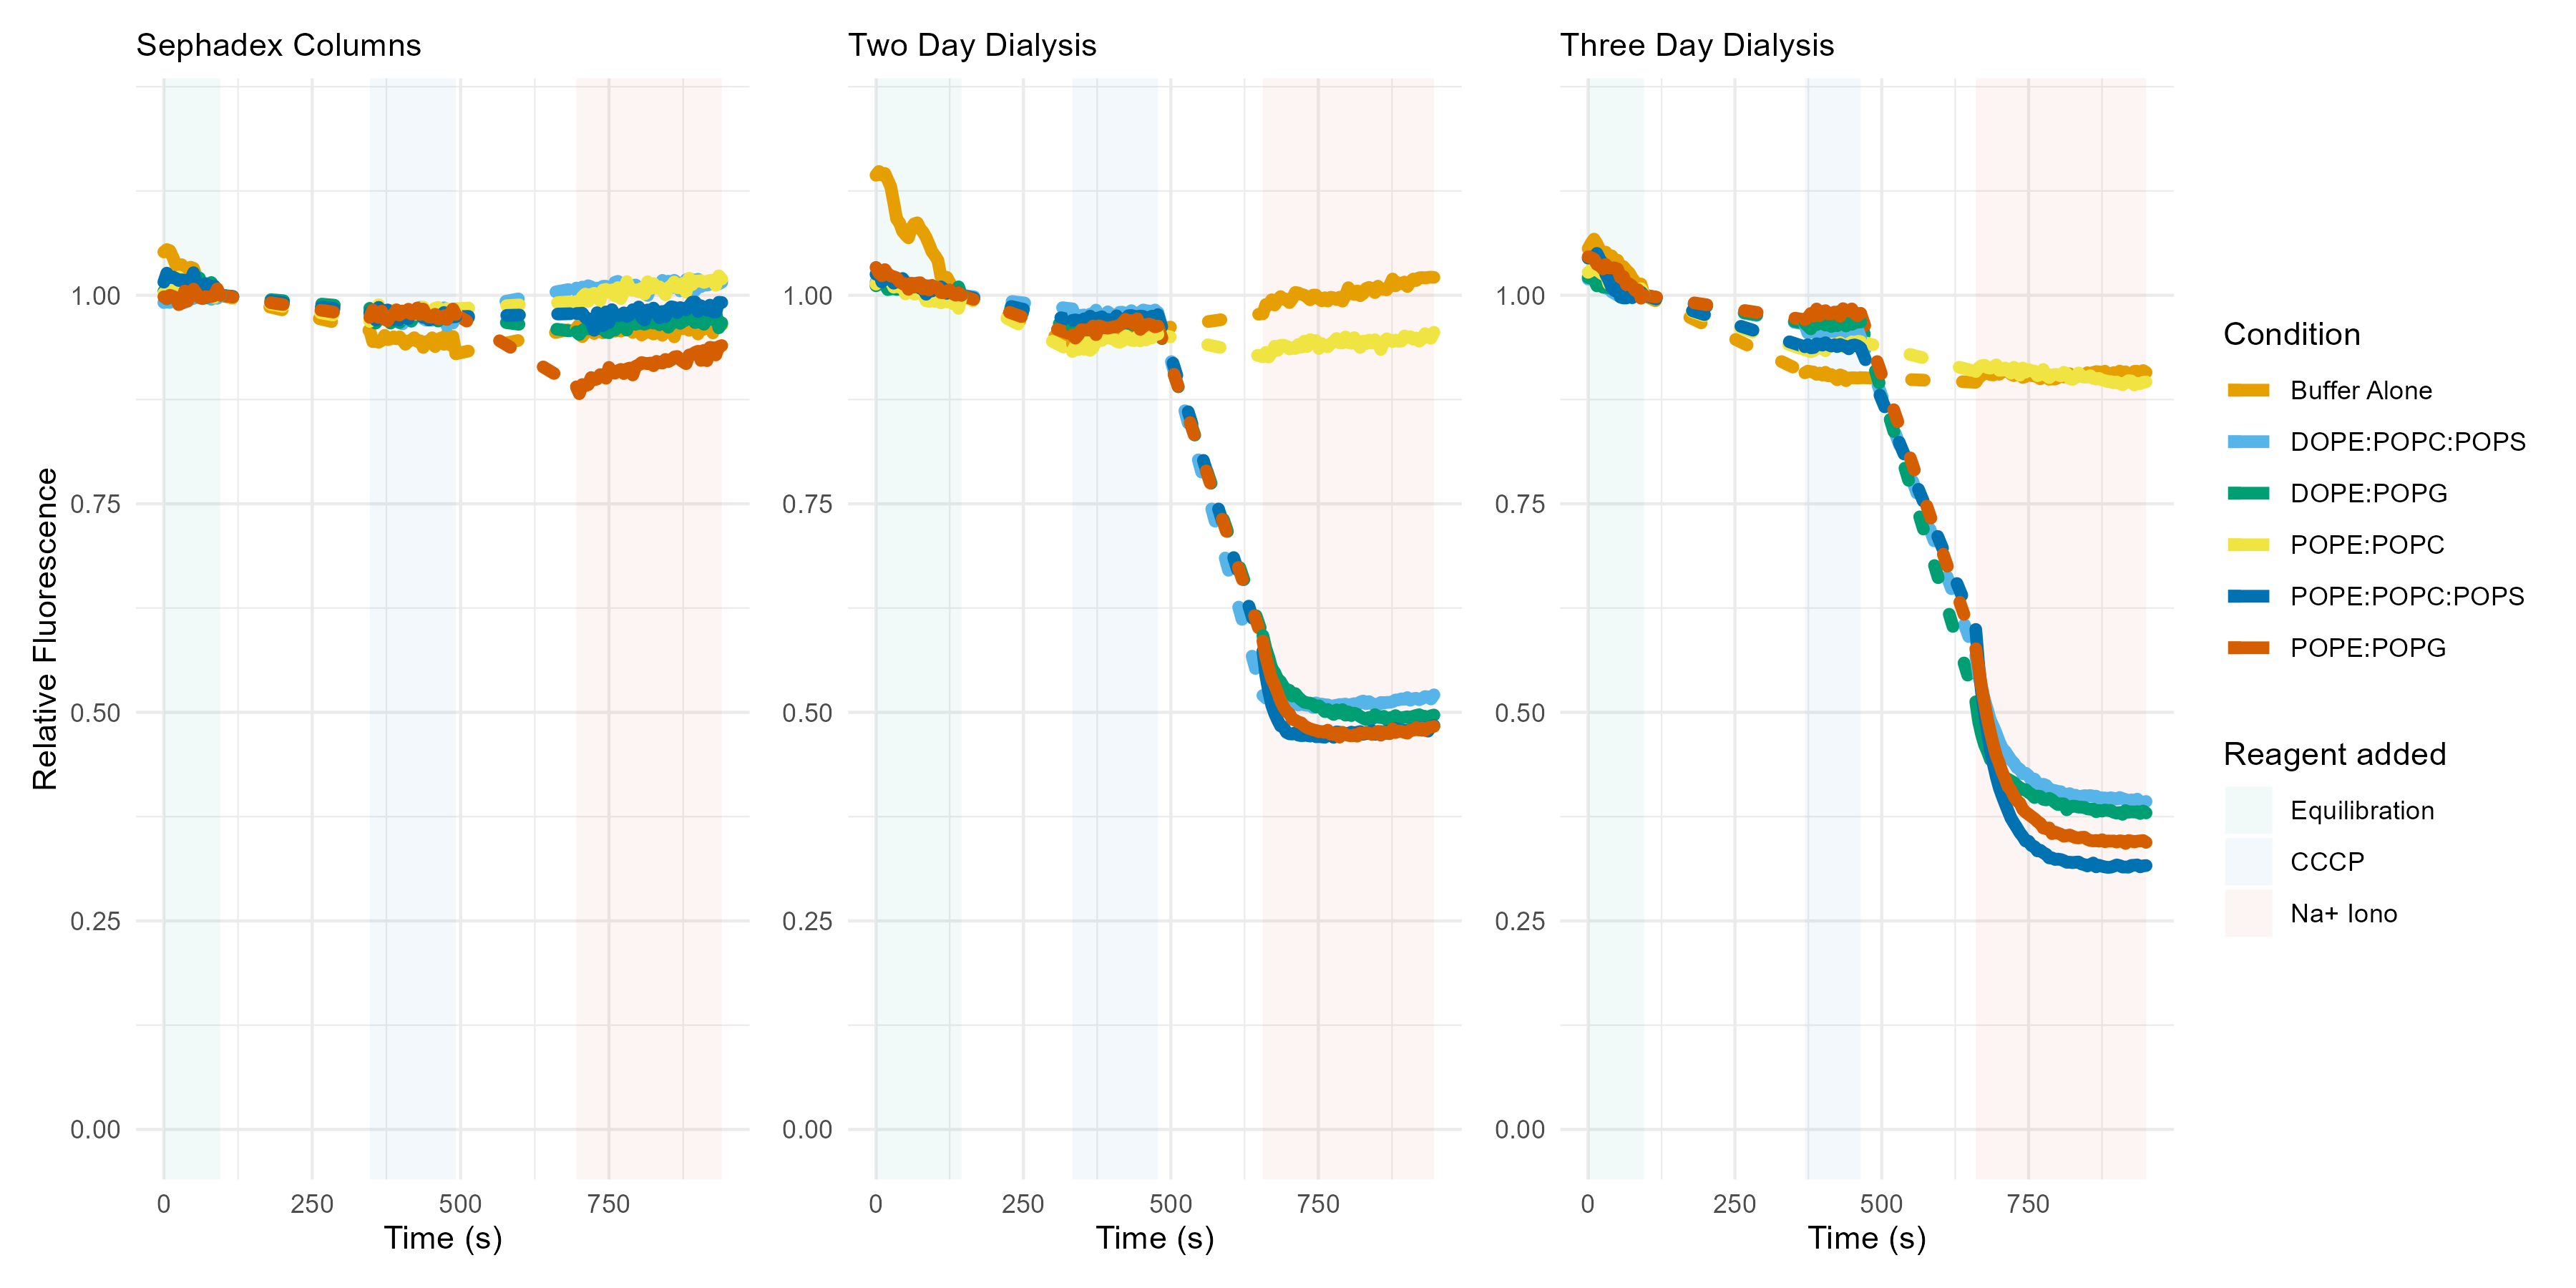 Sephadex Columns
Two Day Dialysis
Three Day Dialysis
Relative Fluorescence
1.00
0.75
0.50
0.25
0.00
1.00
0.75
0.50
0.25
0.00
1.00
0.75
0.50
0.25
0.00
0 250 500 750
0 250 500 750
0 250 500 750
Time (s)
Time (s)
Time (s)
Condition
Buffer Alone
DOPE:POPC:POPS
DOPE:POPG
POPE:POPC
POPE:POPC:POPS
POPE:POPG
Reagent added
Equilibration
CCCP
Na+ Iono